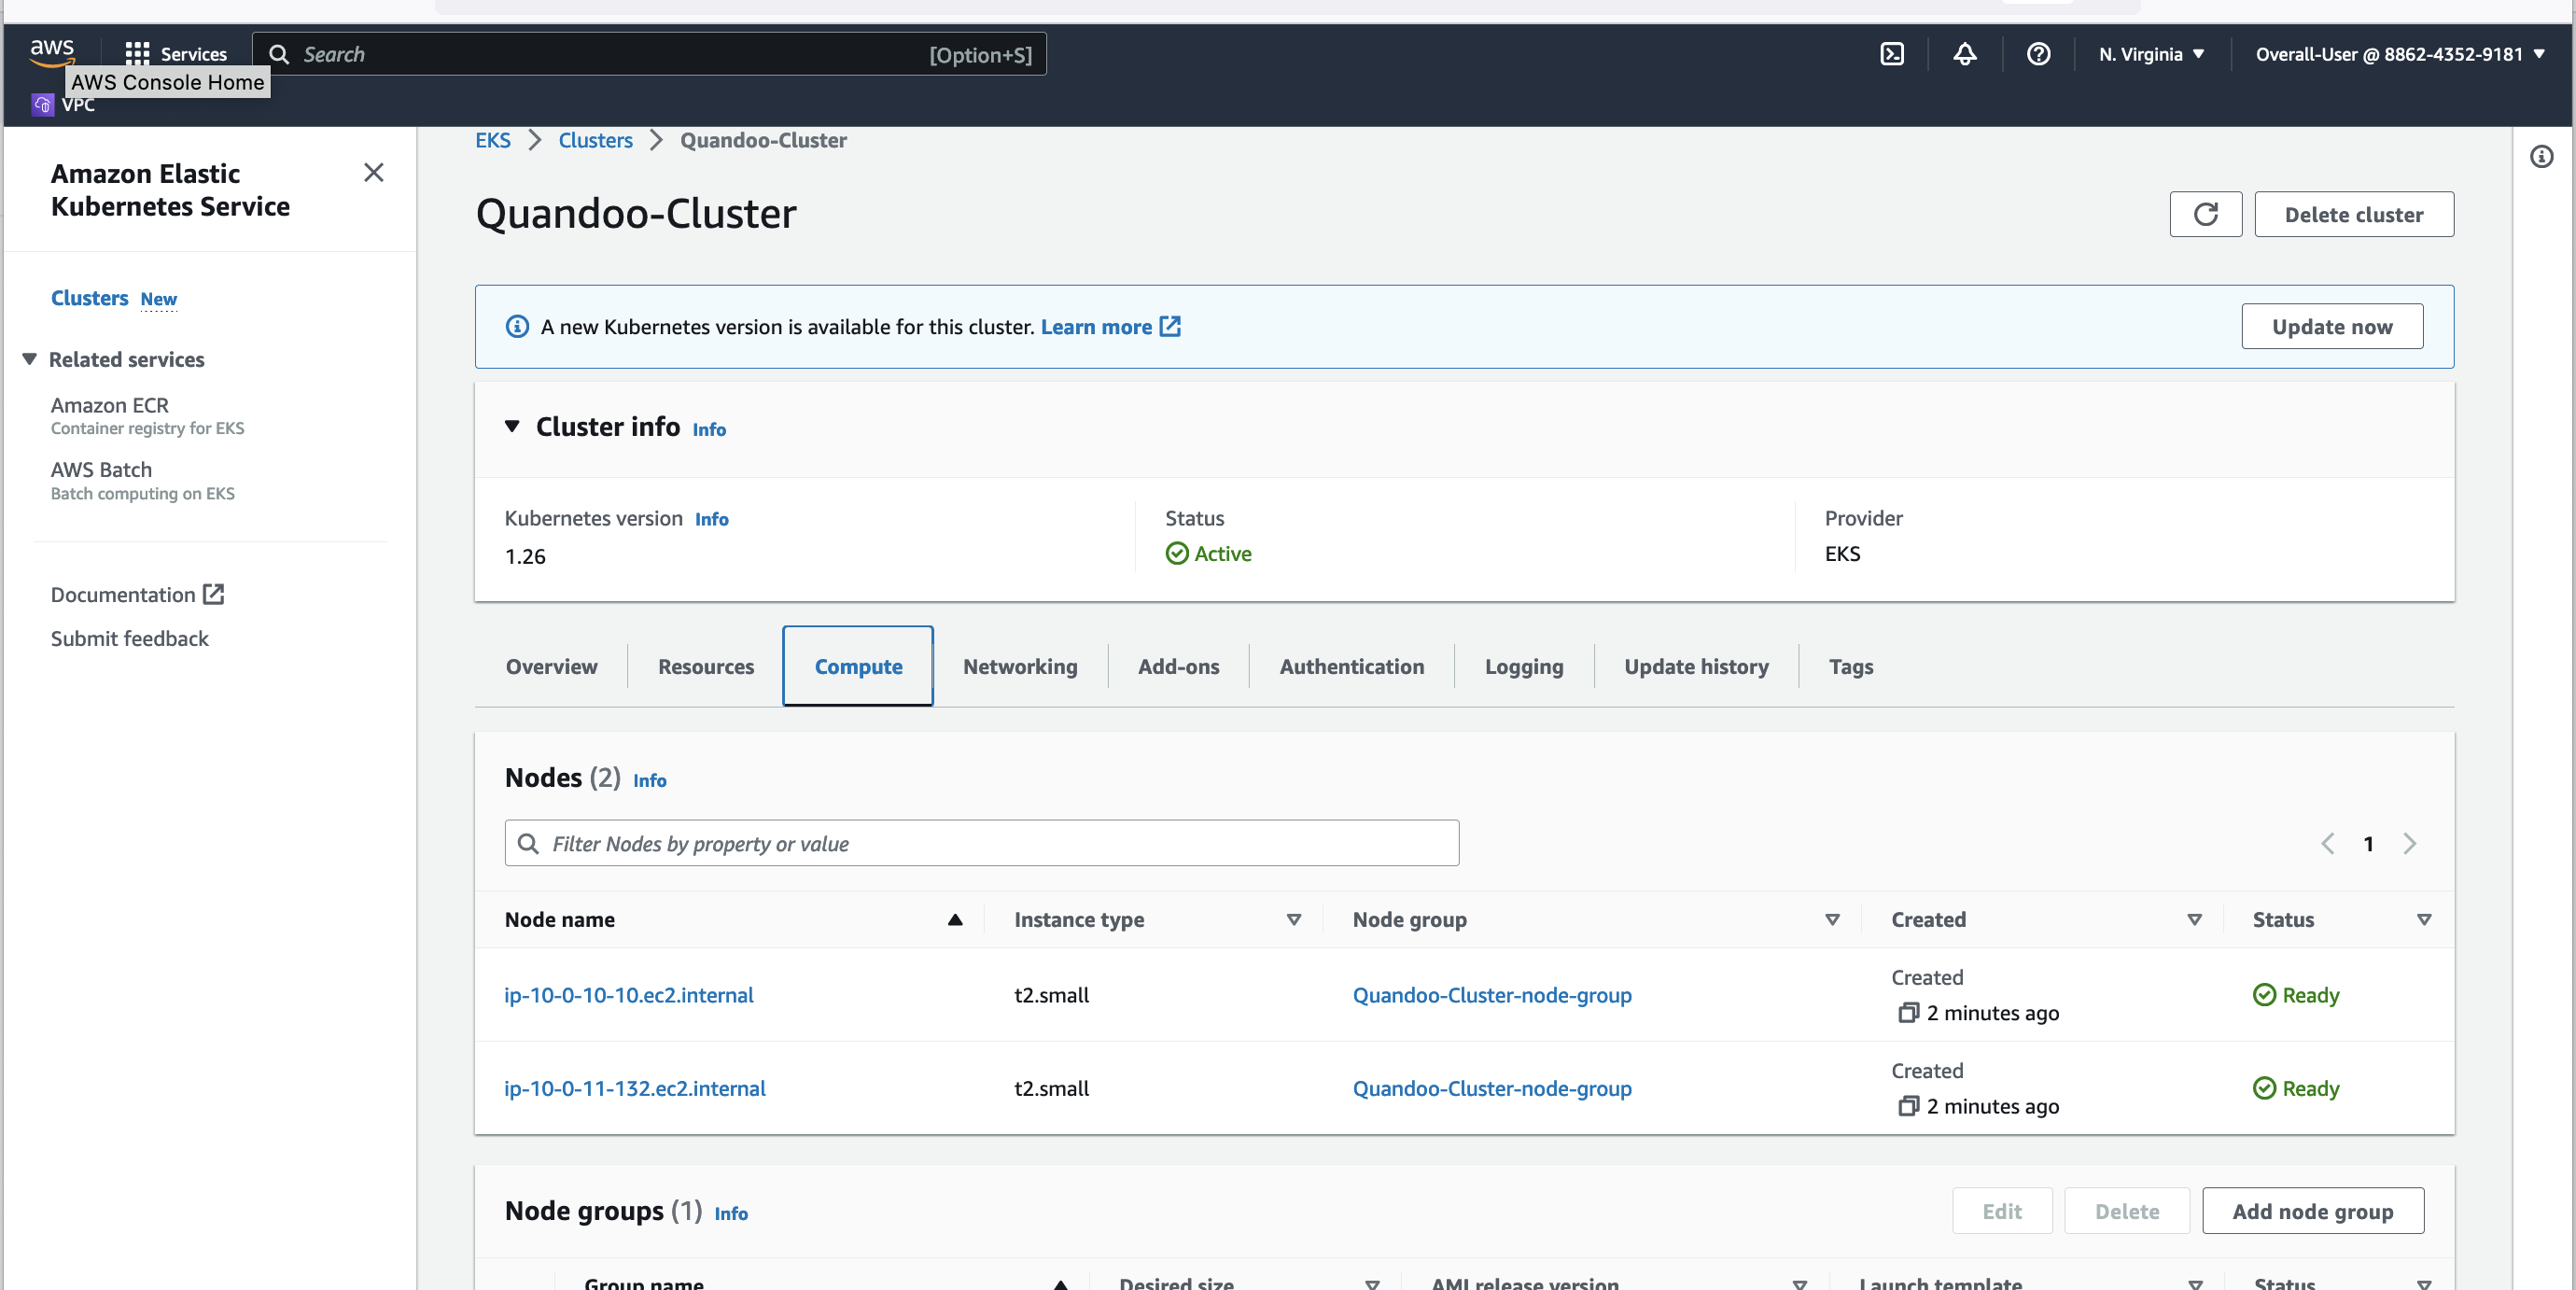 aws
Services
Search
[Option+S]
N. Virginia
Overall-User @ 8862-4352-9181
AWS Console Home
VPC
Amazon Elastic
Kubernetes Service
Clusters New
Related services
Amazon ECR
Container registry for EKS
AWS Batch
Batch computing on EKS
Documentation
Submit feedback
EKS Clusters Quandoo-Cluster
Quandoo-Cluster
Delete cluster
A new Kubernetes version is available for this cluster. Learn more
Update now
Cluster info Info
Kubernetes version Info
1.26
Status
Active
Provider
EKS
Overview Resources Compute Networking Add-ons Authentication Logging Update history Tags
Nodes (2) Info
Filter Nodes by property or value
1
Node name Instance type Node group Created Status
ip-10-0-10-10.ec2.internal t2.small Quandoo-Cluster-node-group Created
2 minutes ago
Ready
ip-10-0-11-132.ec2.internal t2.small Quandoo-Cluster-node-group Created
2 minutes ago
Ready
Node groups (1) Info
Edit Delete Add node group
Group name Desired size AMI release version Launch template Status